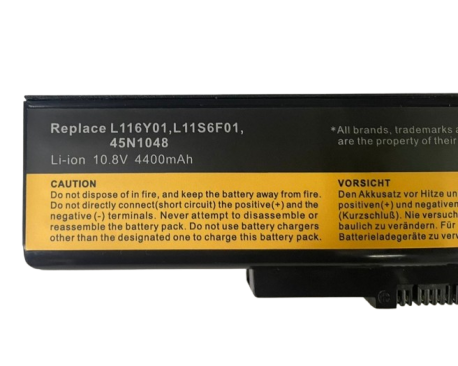 Replace L116Y01,L11S6F01,
45N1048
Li-ion 10.8V 4400mAh
*All brands, trademarks
are the property of their
CAUTION
Do not dispose of in fire, and keep the battery away from fire.
Do not directly connect(short circuit) the positive(+) and the
negative (-) terminals. Never attempt to disassemble or
reassemble the battery pack. Do not use battery chargers
other than the designated one to charge this battery pack.
VORSICHT
Den Akkusatz vor Hitze un
positiven(+) und negativen
(Kurzschluß). Nie versuch
baulich zu verändern. Für
Batterieladegeräte zu verw